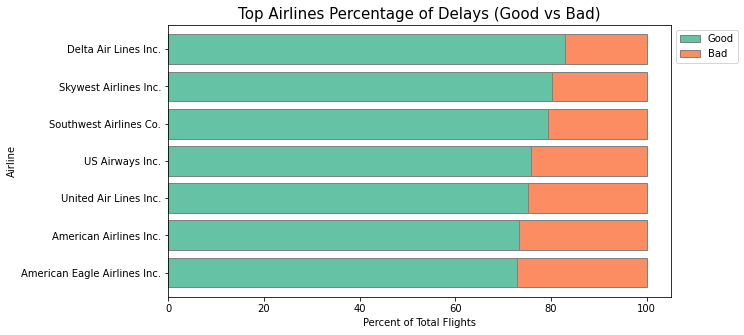 Top Airlines Percentage of Delays (Good vs Bad)
Good
Bad
Delta Air Lines Inc.
Skywest Airlines Inc.
Southwest Airlines Co.
US Airways Inc.
United Air Lines Inc.
American Airlines Inc.
American Eagle Airlines Inc.
Airline
0 20 40 60 80 100
Percent of Total Flights